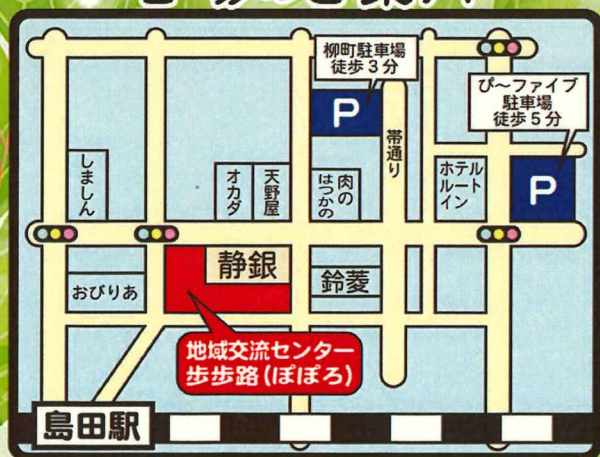 柳町駐車場
徒歩3分
P
ぴ～ファイブ
駐車場
徒歩5分
P
帯通り
しましん
オカダ
天野屋
肉の
はつかの
ホテル
ルート
イン
静銀
おびりあ
鈴菱
地域交流センター
歩歩路(ぽぽろ)
島田駅